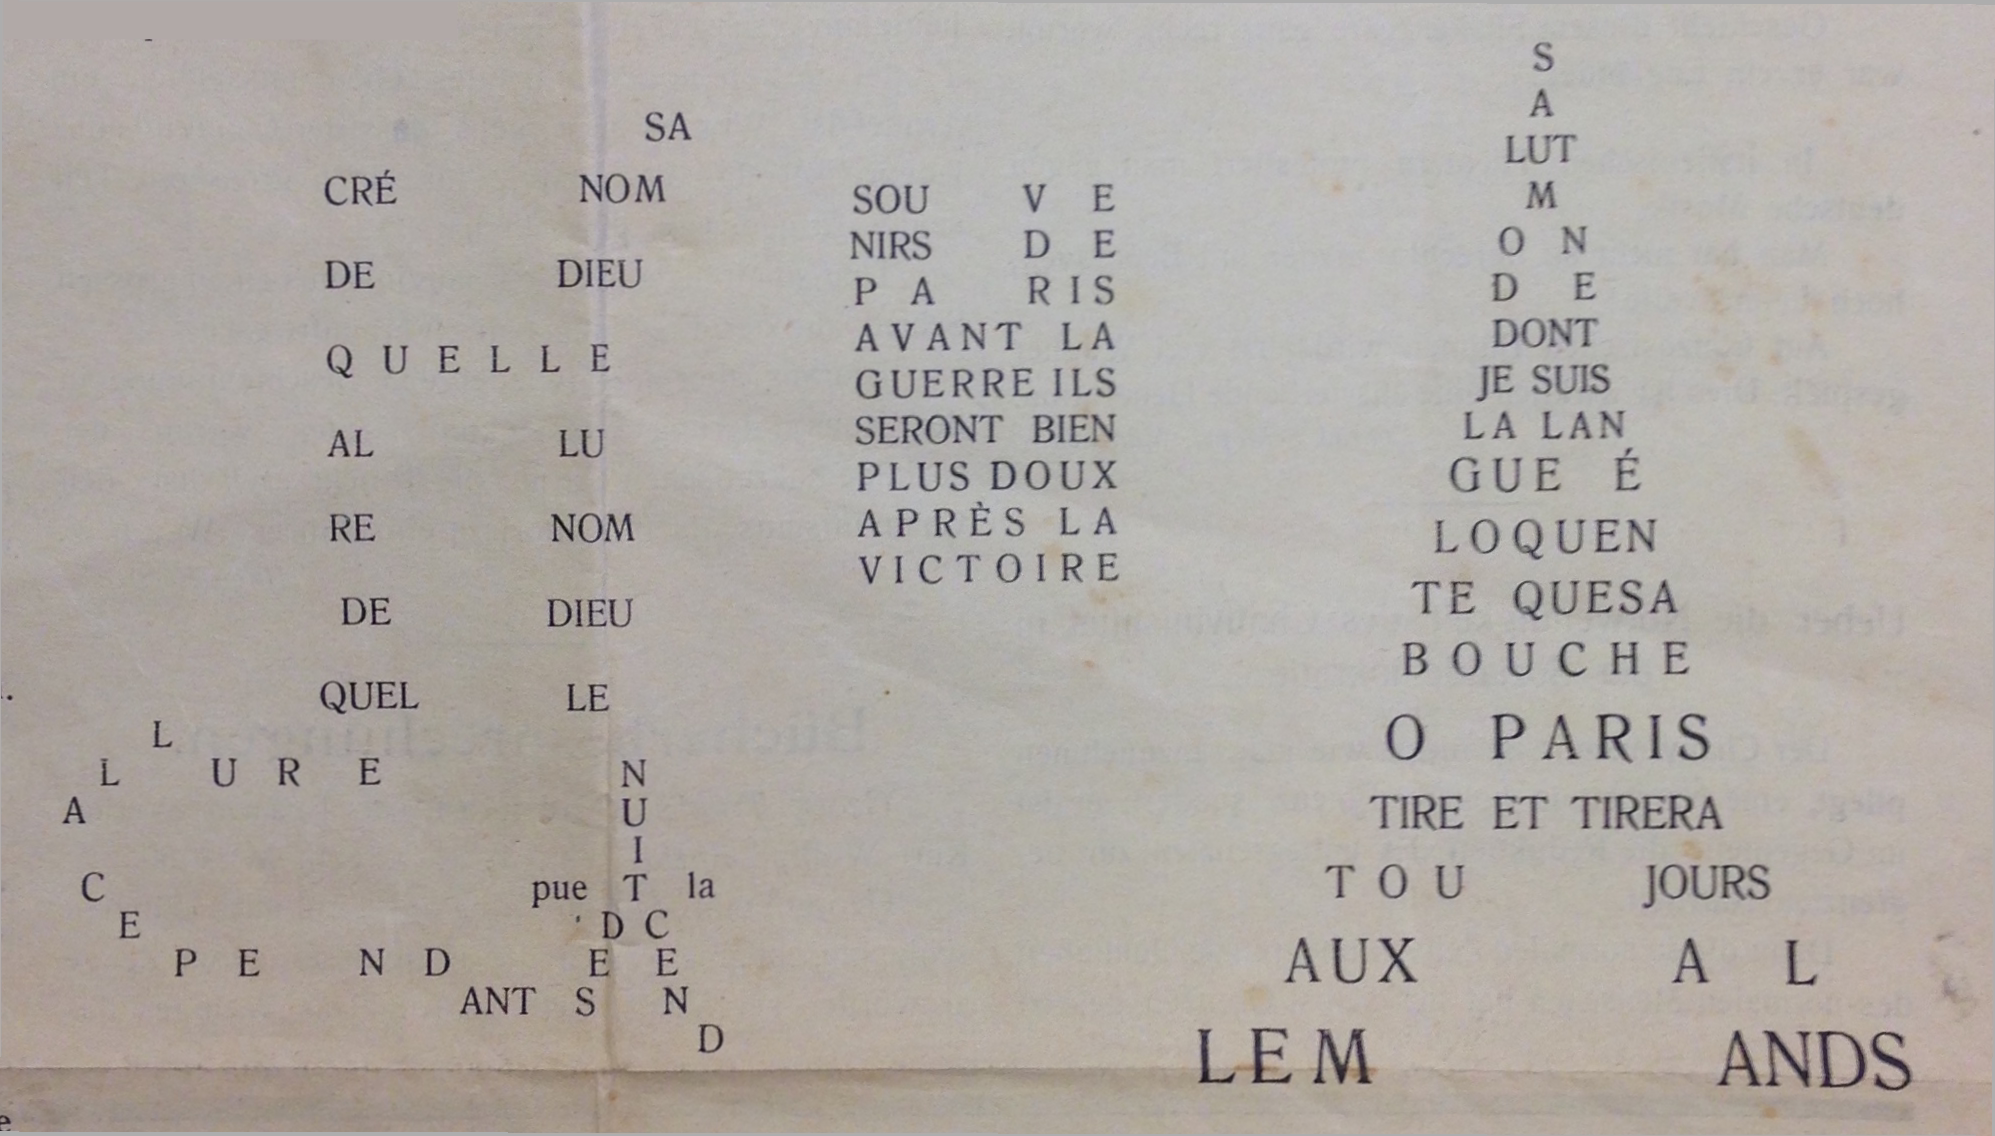 SA
CRÉ NOM
DE DIEU
Q U E L L E
AL LU
RE NOM
DE DIEU
QUEL LE
L
L U R E
A
C
E
P E N D
ANT
N
U
I
pue T la
D C
E E
S N
D
SOU V E
NIRS D E
P A R I S
AVANT LA
GUERRE ILS
SERONT BIEN
PLUS DOUX
APRÈS LA
VICTOIRE
S
A
LUT
M
O N
D E
DONT
JE SUIS
LA LAN
GUE É
LOQUEN
TE QUESA
BOUCHE
O PARIS
TIRE ET TIRERA
T O U JOURS
AUX A L
LEM ANDS